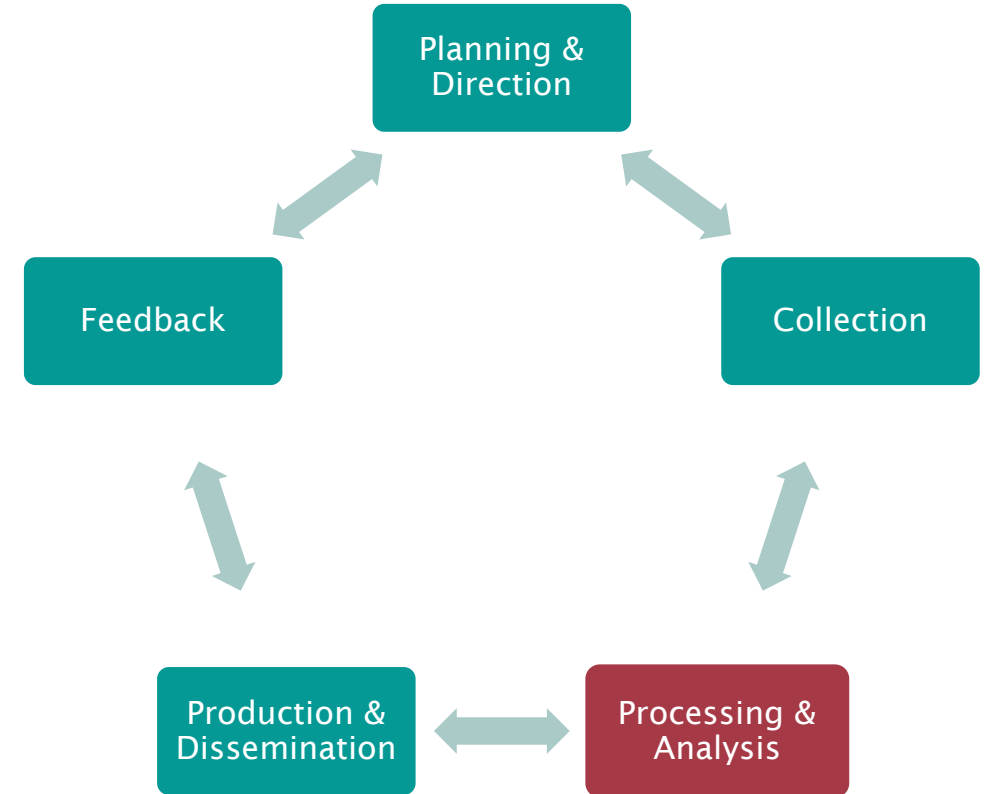 Planning &
Direction
Feedback
Collection
Production &
Dissemination
Processing &
Analysis